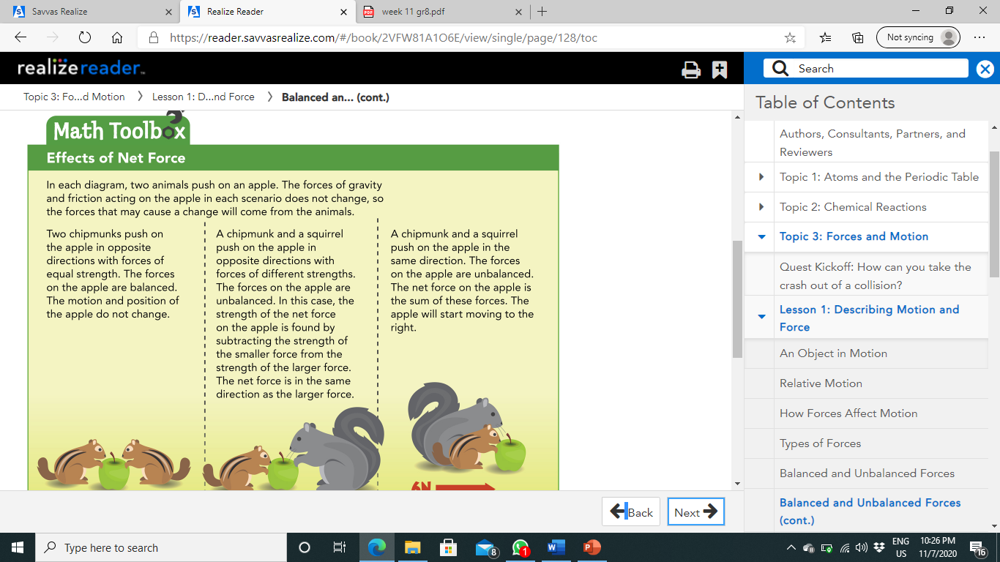 Savvas Realize
Realize Reader
week 11 gr8.pdf
https://reader.savvasrealize.com/#/book/2VFW81A1O6E/view/single/page/128/toc
Not syncing
realizereader™
Search
Topic 3: Fo...d Motion
Lesson 1: D...nd Force
Balanced an... (cont.)
Math Toolbox
Effects of Net Force
In each diagram, two animals push on an apple. The forces of gravity
and friction acting on the apple in each scenario does not change, so
the forces that may cause a change will come from the animals.
Two chipmunks push on
the apple in opposite
directions with forces of
equal strength. The forces
on the apple are balanced.
The motion and position of
the apple do not change.
A chipmunk and a squirrel
push on the apple in
opposite directions with
forces of different strengths.
The forces on the apple are
unbalanced. In this case, the
strength of the net force
on the apple is found by
subtracting the strength of
the smaller force from the
strength of the larger force.
The net force is in the same
direction as the larger force.
A chipmunk and a squirrel
push on the apple in the
same direction. The forces
on the apple are unbalanced.
The net force on the apple is
the sum of these forces. The
apple will start moving to the
right.
6N
Back
Next
Table of Contents
Authors, Consultants, Partners, and
Reviewers
Topic 1: Atoms and the Periodic Table
Topic 2: Chemical Reactions
Topic 3: Forces and Motion
Quest Kickoff: How can you take the
crash out of a collision?
Lesson 1: Describing Motion and
Force
An Object in Motion
Relative Motion
How Forces Affect Motion
Types of Forces
Balanced and Unbalanced Forces
Balanced and Unbalanced Forces
(cont.)
Type here to search
8
1
ENG
US
10:26 PM
11/7/2020
16